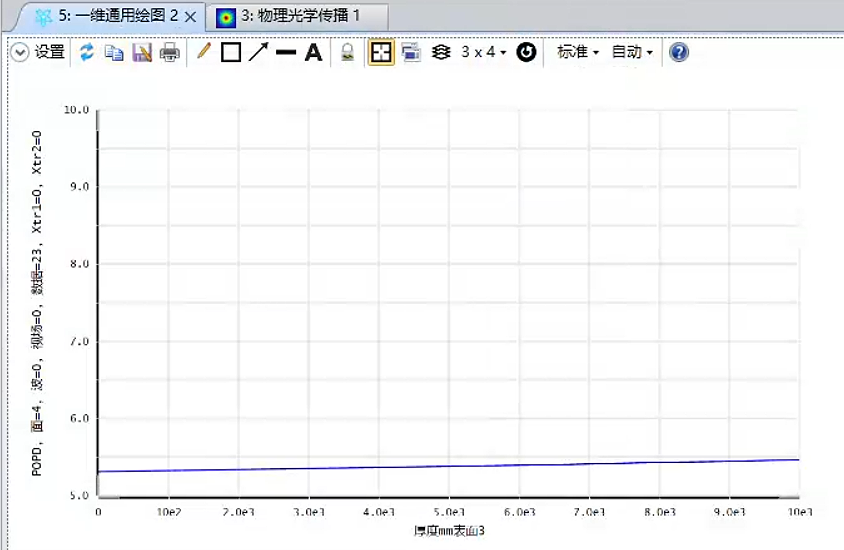 5: 一维通用绘图 2
3: 物理光学传播 1
设置
A
3 x 4
标准
自动
10.0
9.0
8.0
7.0
6.0
5.0
POPD, 面=4, 波=0, 视场=0, 数据=23, Xtr1=0, Xtr2=0
0
10e2
2.0e3
3.0e3
4.0e3
5.0e3
6.0e3
7.0e3
8.0e3
9.0e3
10e3
厚度mm表面3